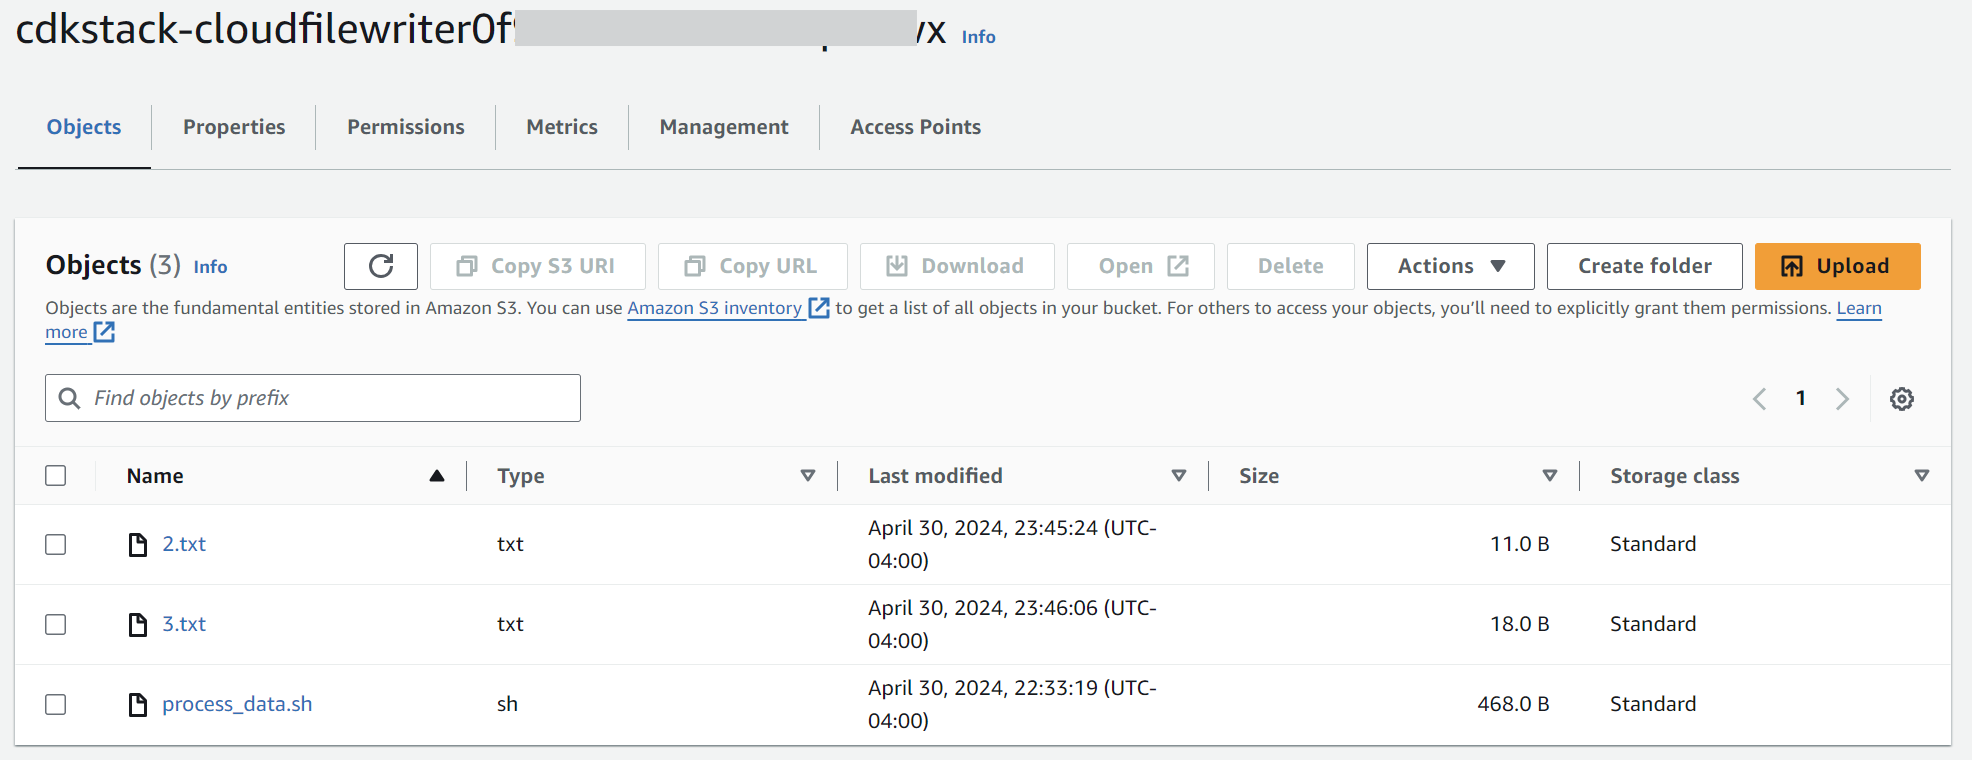 cdkstack-cloudfilewriter0f vx Info
Objects Properties Permissions Metrics Management Access Points
Objects (3) Info Copy S3 URI Copy URL Download Open Delete Actions Create folder Upload
Objects are the fundamental entities stored in Amazon S3. You can use Amazon S3 inventory to get a list of all objects in your bucket. For others to access your objects, you’ll need to explicitly grant them permissions. Learn
more
Find objects by prefix 1
Name Type Last modified Size Storage class
2.txt txt April 30, 2024, 23:45:24 (UTC-
04:00) 11.0 B Standard
3.txt txt April 30, 2024, 23:46:06 (UTC-
04:00) 18.0 B Standard
process_data.sh sh April 30, 2024, 22:33:19 (UTC-
04:00) 468.0 B Standard